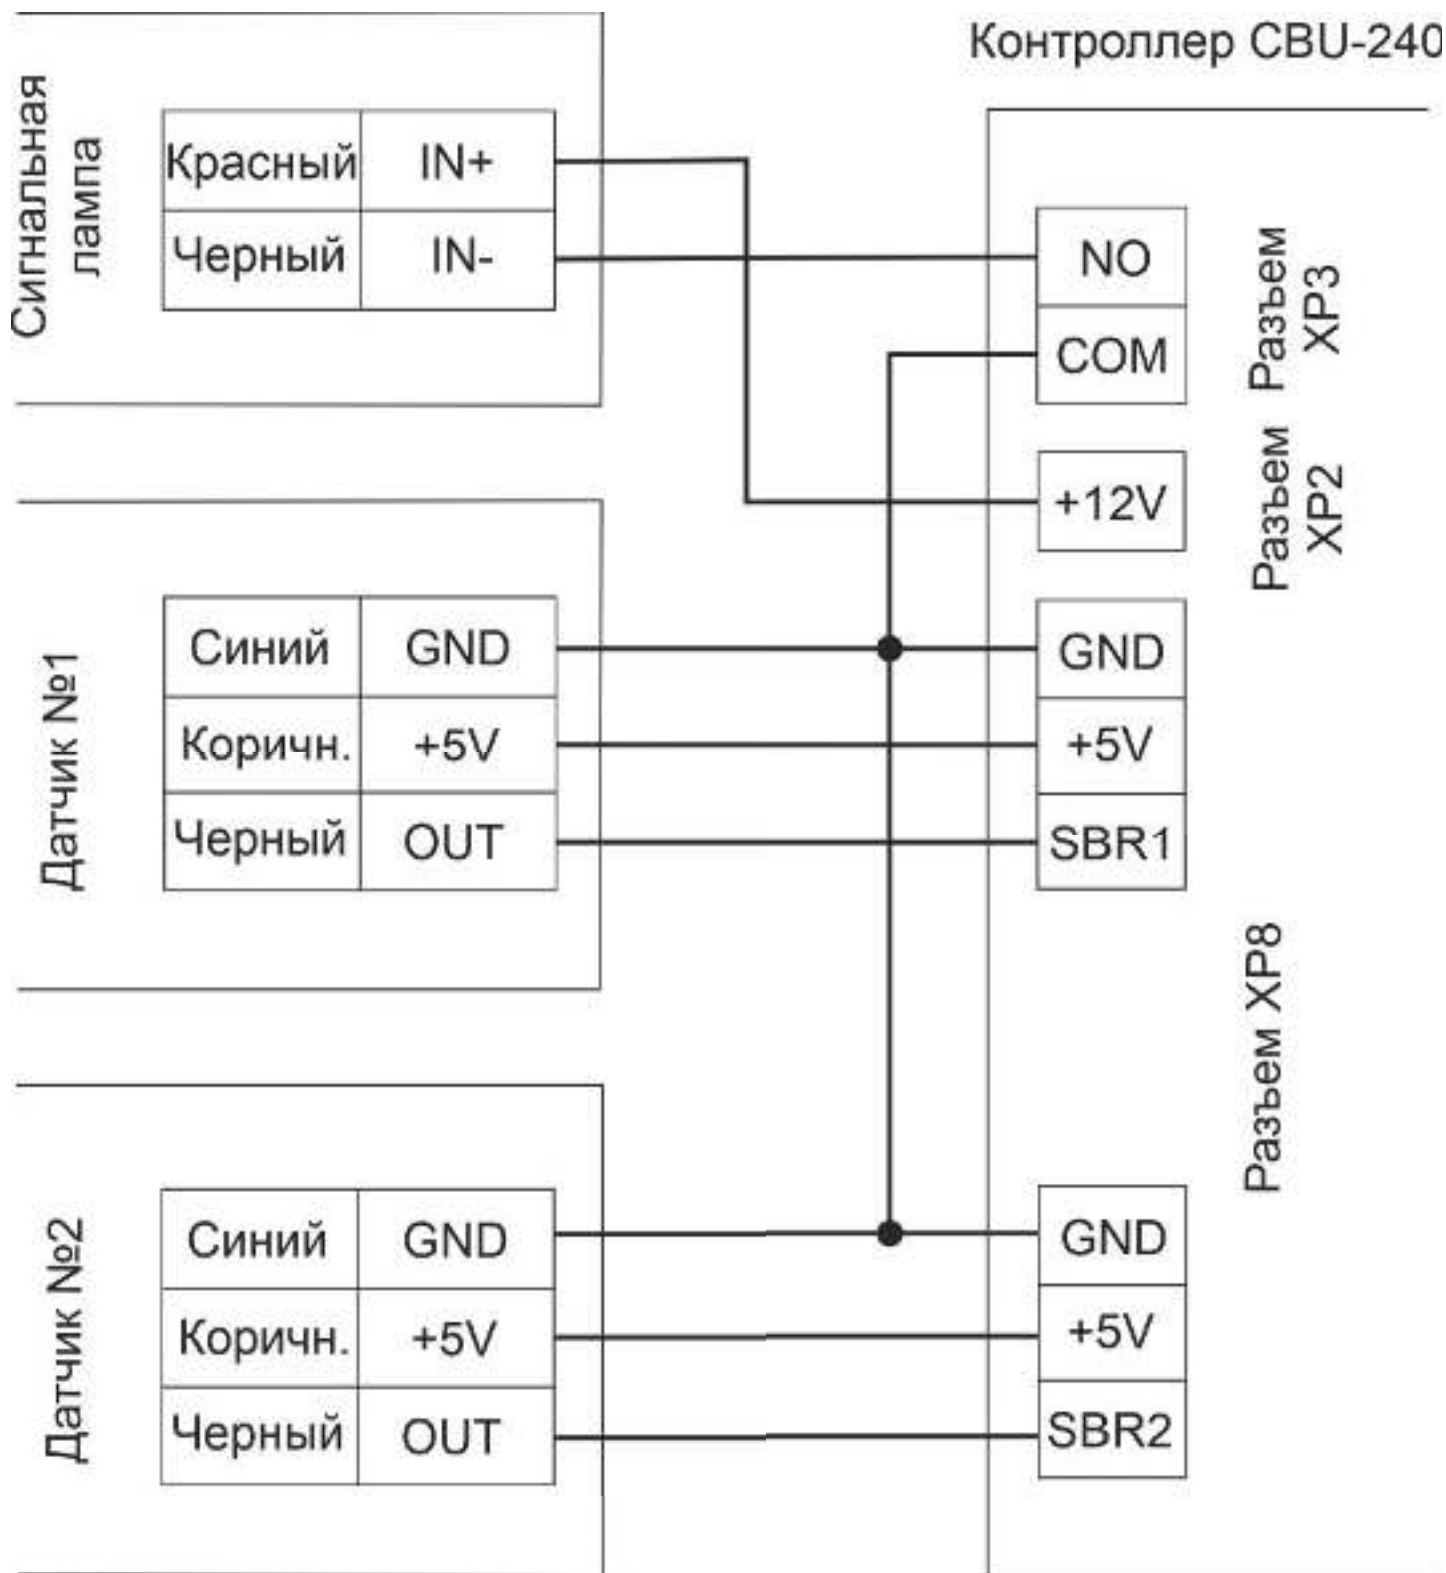 Контроллер CBU-240
Сигнальная
лампа
Красный IN+
Черный IN-
NO
COM
Разъем
XP3
+12V
Разъем
XP2
Датчик №1
Синий GND
Коричн. +5V
Черный OUT
GND
+5V
SBR1
Разъем XP8
Датчик №2
Синий GND
Коричн. +5V
Черный OUT
GND
+5V
SBR2